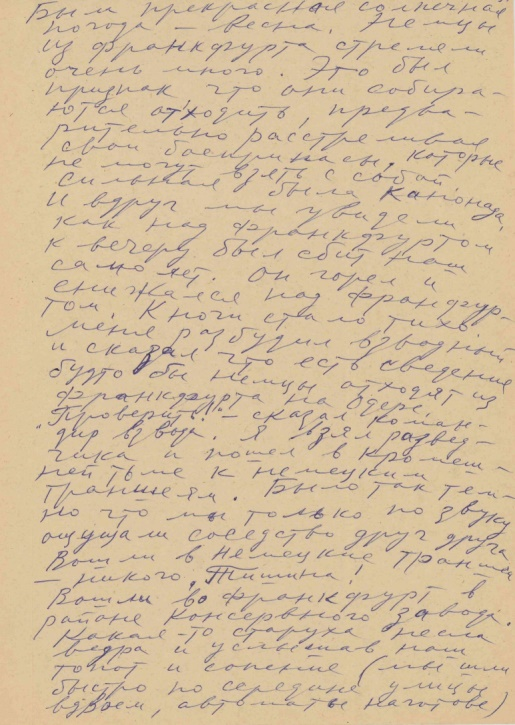 Была прекрасная солнечная
погода – весна. Немцы
из Франкфурта стреляли
очень много. Это был
признак что они собира-
ются отходить, предва-
рительно расстреливая
свои боеприпасы, которые
не могут взять с собой.
Сильная была канонада,
И вдруг мы увидели
как над Франкфуртом
к вечеру был сбит наш
самолёт. Он горел и
снижался над Франкфур-
том. К ночи стало тихо.
Меня разбудил взводный
и сказал что есть сведение
будто бы немцы отходят из
Франкфурта на Одере.
"Проверить!" – сказал коман-
дир взвода. Я взял развед-
чика и пошел в кромеш-
ней тьме к немецким
траншеям. Было так тем-
но что мы только по звуку
ощущали соседство друг друга
Вошли в немецкие траншеи
– никого. Тишина!
Вошли во Франкфурт в
районе консервного завода.
Какая-то старуха несла
ведра и услышав наш
топот и сопение (мы шли
быстро по середине улицы
вдвоем, автоматы наготове)